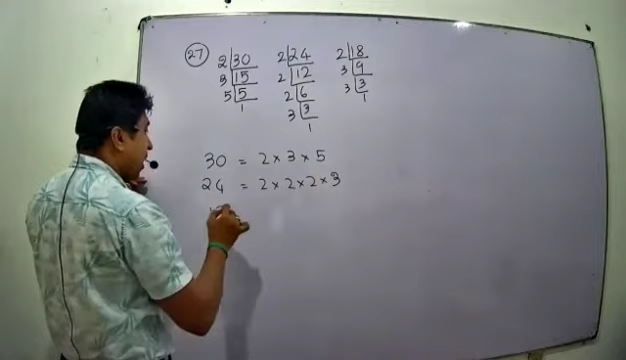 27
2 30 2 24 2 18
3 15 2 12 3 9
5 5 2 6 3 3
1 3 3 1
1
30 = 2 × 3 × 5
24 = 2 × 2 × 2 × 3